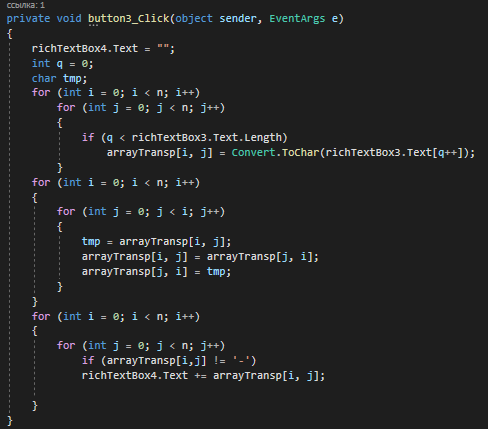 ссылка: 1
private void button3_Click(object sender, EventArgs e)
{
richTextBox4.Text = "";
int q = 0;
char tmp;
for (int i = 0; i < n; i++)
for (int j = 0; j < n; j++)
{
if (q < richTextBox3.Text.Length)
arrayTransp[i, j] = Convert.ToChar(richTextBox3.Text[q++]);
}
for (int i = 0; i < n; i++)
{
for (int j = 0; j < i; j++)
{
tmp = arrayTransp[i, j];
arrayTransp[i, j] = arrayTransp[j, i];
arrayTransp[j, i] = tmp;
}
}
for (int i = 0; i < n; i++)
{
for (int j = 0; j < n; j++)
if (arrayTransp[i,j] != '-')
richTextBox4.Text += arrayTransp[i, j];
}
}